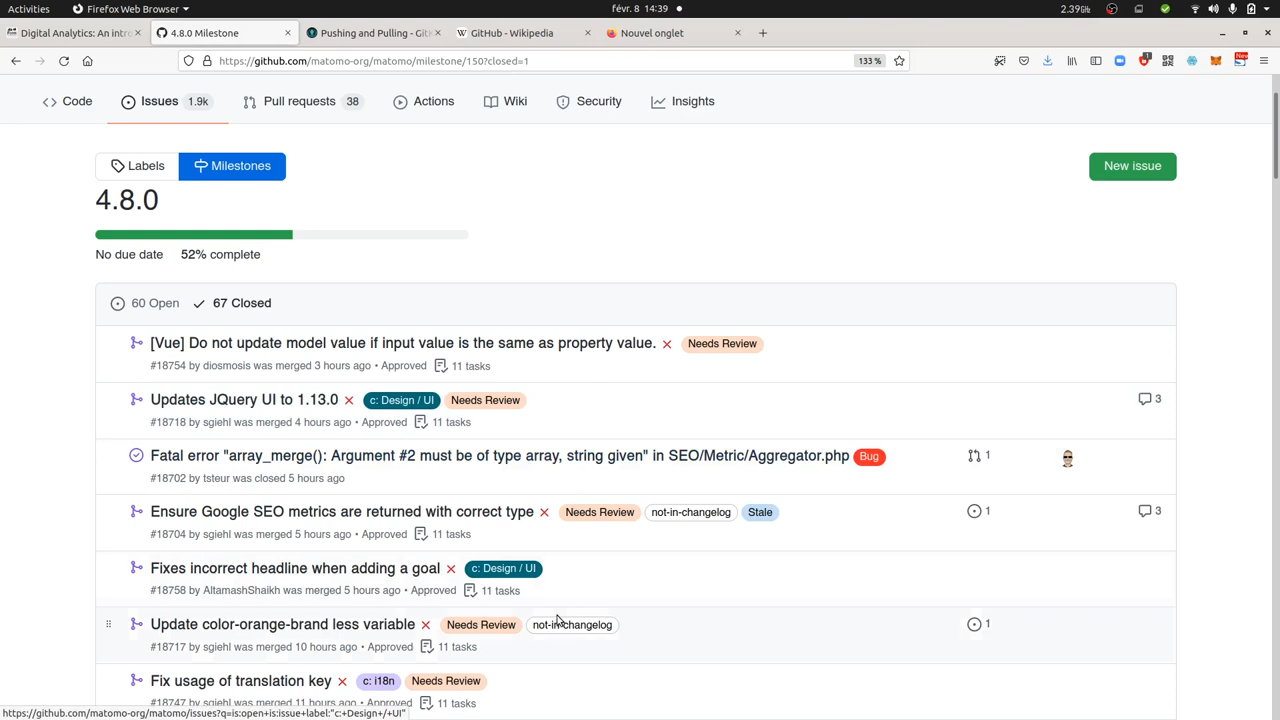 Activities Firefox Web Browser févr. 8 14:39 2.39
Digital Analytics: An intro 4.8.0 Milestone Pushing and Pulling - Git GitHub - Wikipedia Nouvel onglet
https://github.com/matomo-org/matomo/milestone/150?closed=1 133 % New
Code Issues 1.9k Pull requests 38 Actions Wiki Security Insights
Labels Milestones New issue
4.8.0
No due date 52% complete
60 Open 67 Closed
[Vue] Do not update model value if input value is the same as property value. Needs Review
#18754 by diosmosis was merged 3 hours ago • Approved 11 tasks
Updates JQuery UI to 1.13.0 c: Design / UI Needs Review 3
#18718 by sgiehl was merged 4 hours ago • Approved 11 tasks
Fatal error "array_merge(): Argument #2 must be of type array, string given" in SEO/Metric/Aggregator.php Bug 1
#18702 by tsteur was closed 5 hours ago
Ensure Google SEO metrics are returned with correct type Needs Review not-in-changelog Stale 1 3
#18704 by sgiehl was merged 5 hours ago • Approved 11 tasks
Fixes incorrect headline when adding a goal c: Design / UI
#18758 by AltamashShaikh was merged 5 hours ago • Approved 11 tasks
Update color-orange-brand less variable Needs Review not-in-changelog 1
#18717 by sgiehl was merged 10 hours ago • Approved 11 tasks
Fix usage of translation key c: i18n Needs Review
#18747 by sgiehl was merged 11 hours ago • Approved 11 tasks
https://github.com/matomo-org/matomo/issues?q=is:open+is:issue+label:"c:+Design+/+UI"